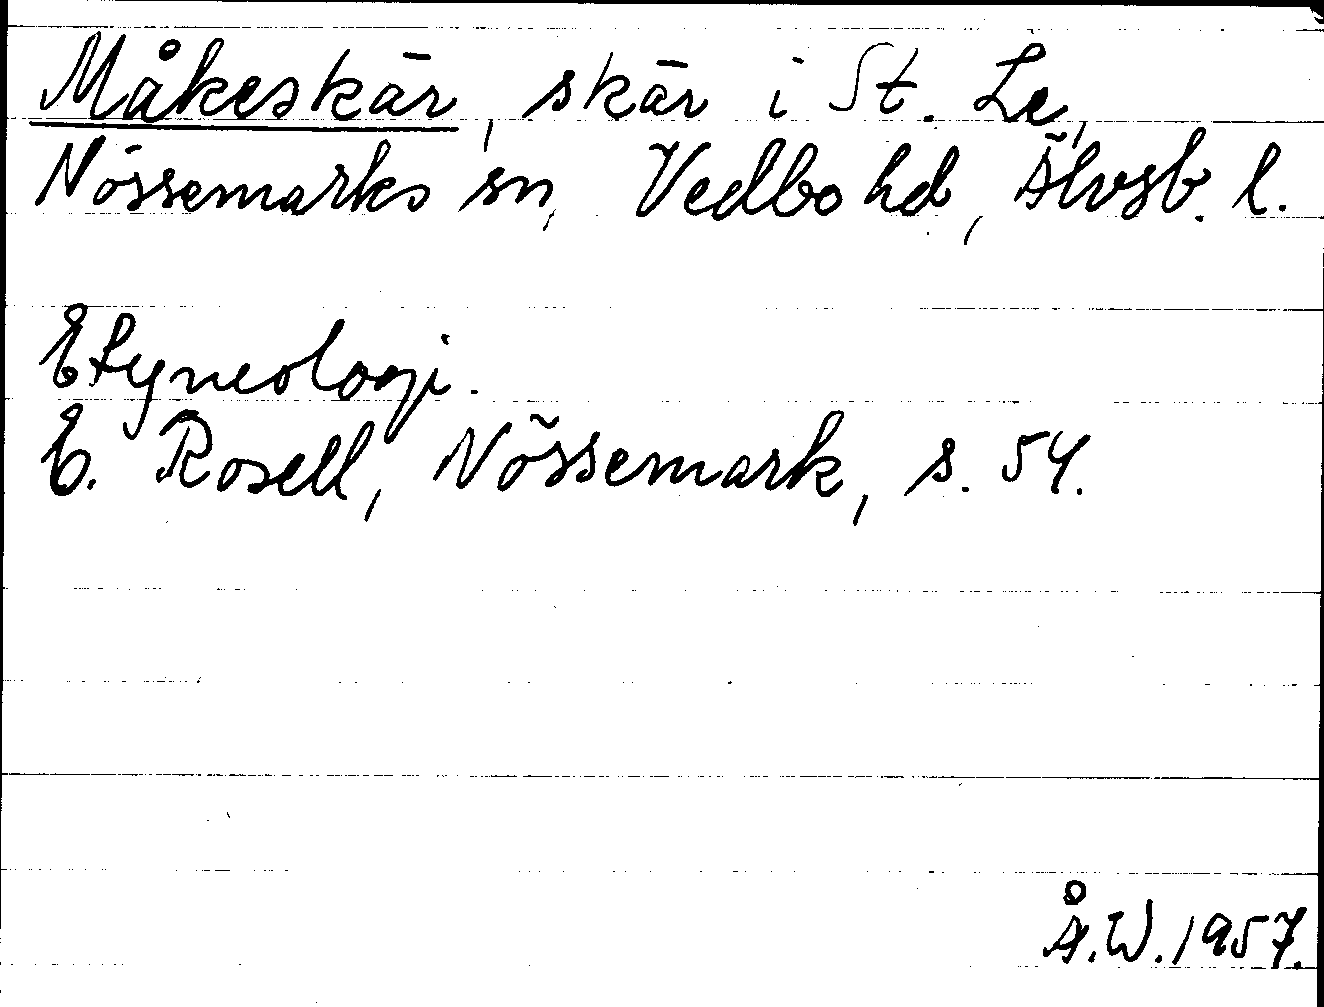 Måkeskär, skär i St. Le,
Nössemarks sn, Vedbo hd, Älvsb. l.
Etymologi.
E. Rosell, Nössemark, s. 54.
Å.W. 1957.